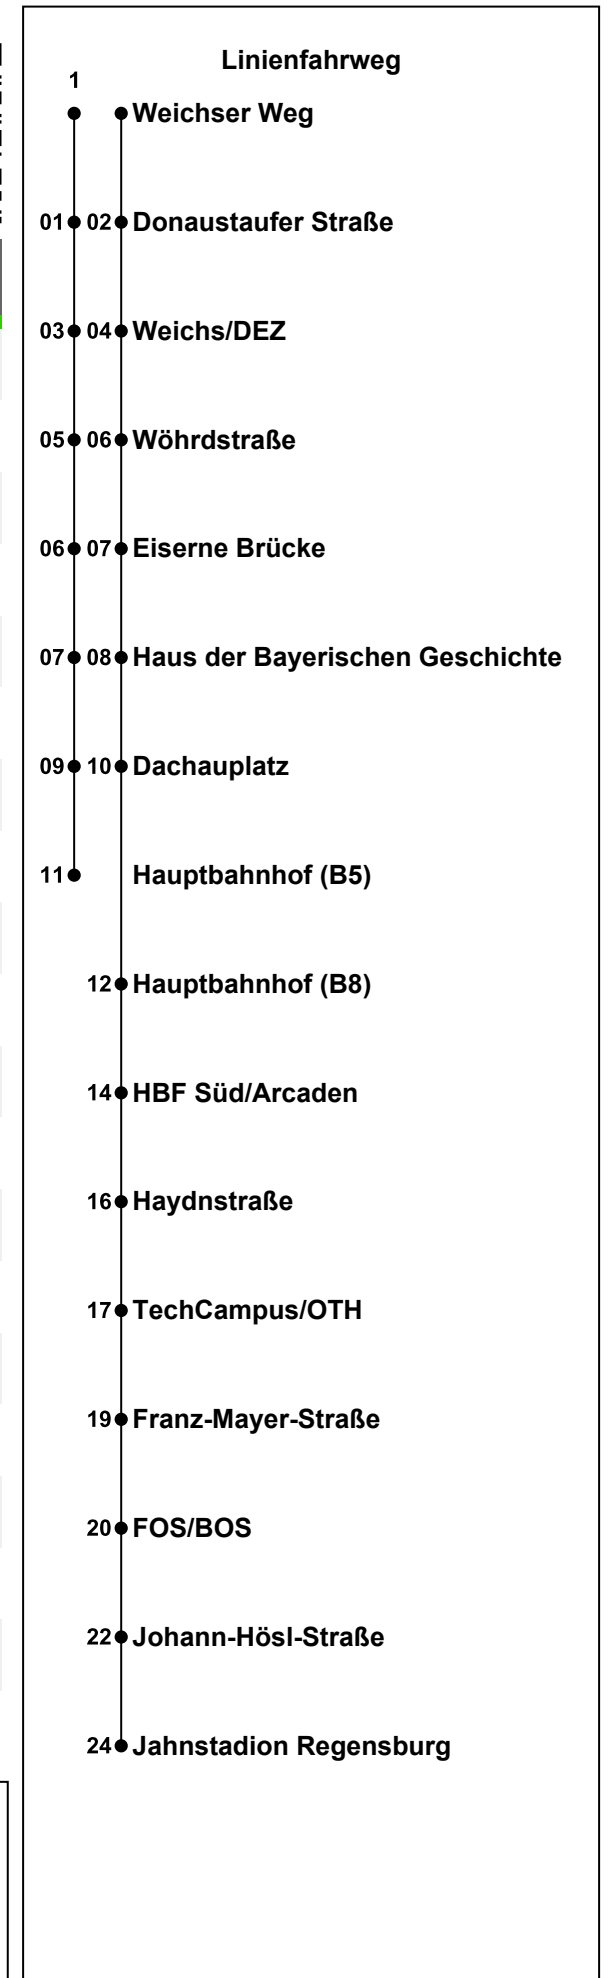 Linienfahrweg
1
Weichser Weg
01 02 Donaustaufer Straße
03 04 Weichs/DEZ
05 06 Wöhrdstraße
06 07 Eiserne Brücke
07 08 Haus der Bayerischen Geschichte
09 10 Dachauplatz
11 Hauptbahnhof (B5)
12 Hauptbahnhof (B8)
14 HBF Süd/Arcaden
16 Haydnstraße
17 TechCampus/OTH
19 Franz-Mayer-Straße
20 FOS/BOS
22 Johann-Hösl-Straße
24 Jahnstadion Regensburg